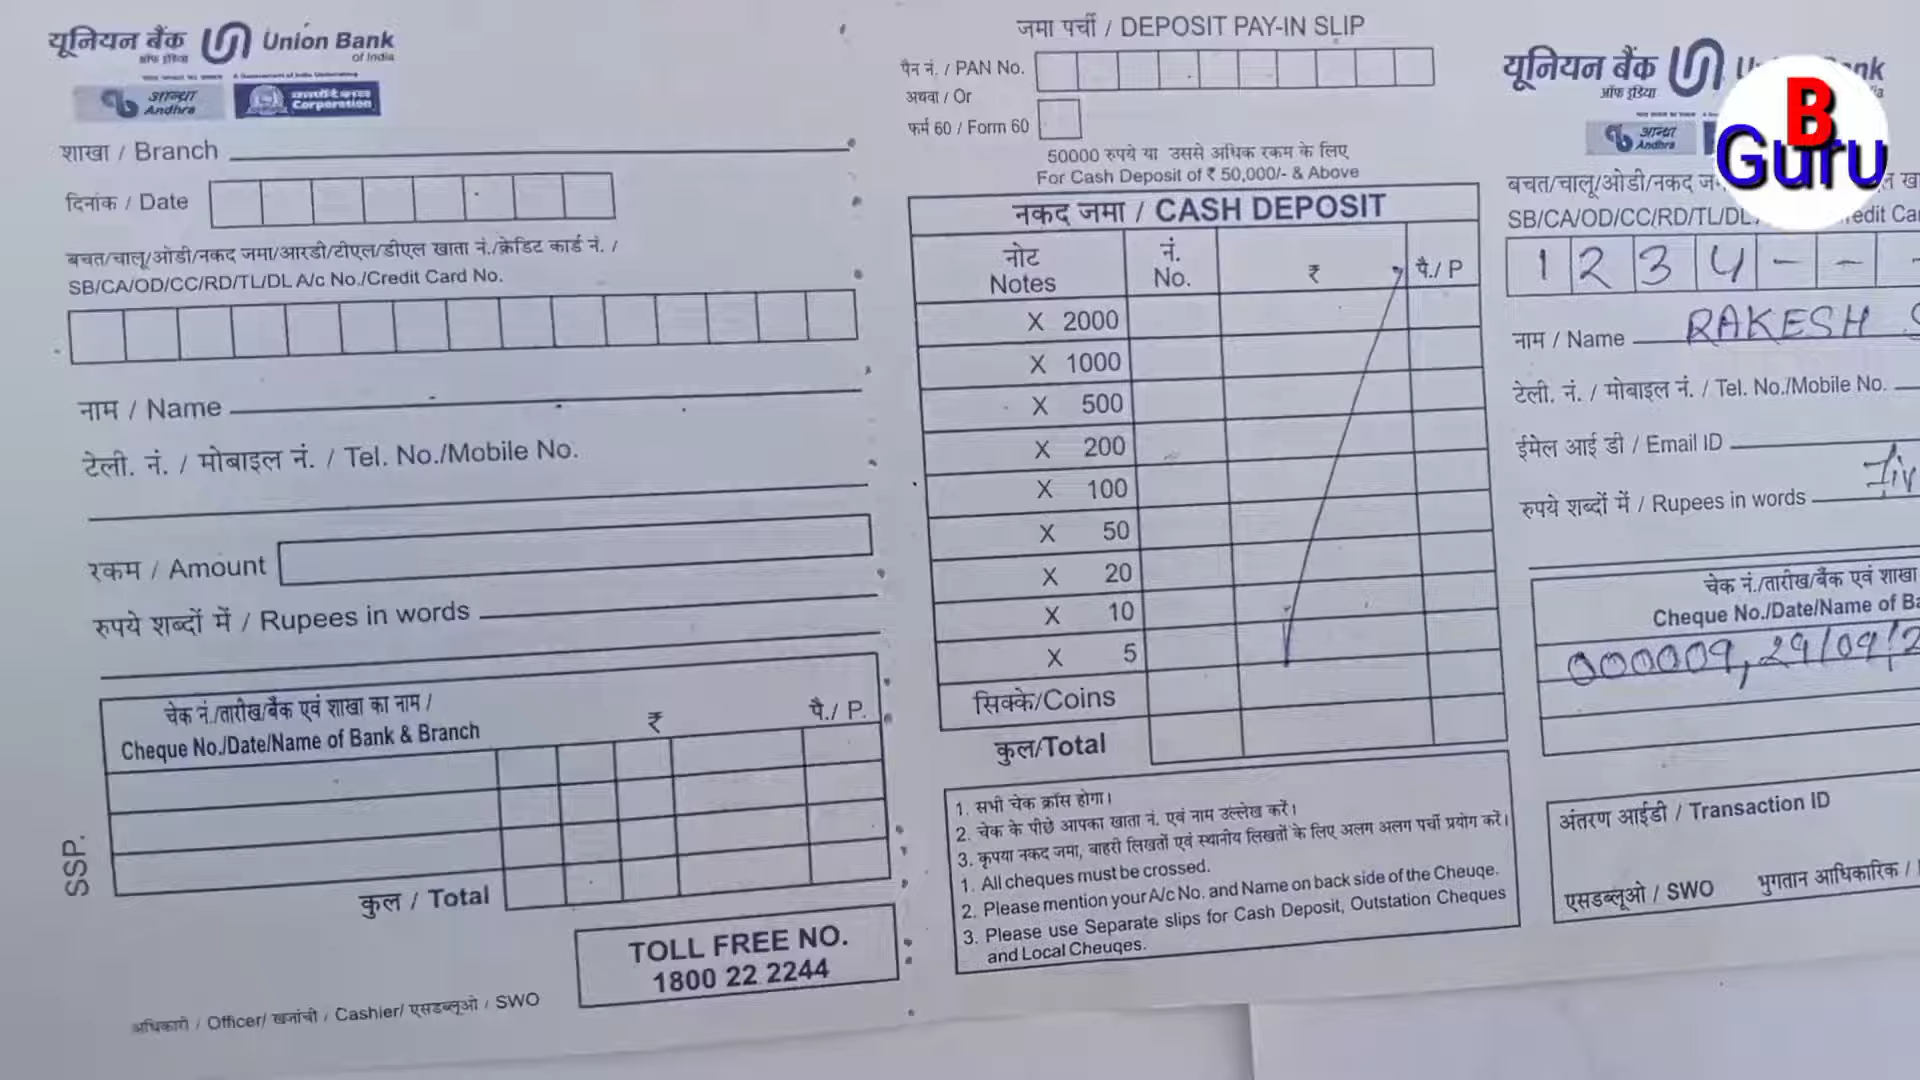 यूनियन बैंक Union Bank
ऑफ इंडिया of India
आन्ध्रा Andhra Corporation
शाखा / Branch
दिनांक / Date
बचत/चालू/ओडी/नकद जमा/आरडी/टीएल/डीएल खाता नं./क्रेडिट कार्ड नं. /
SB/CA/OD/CC/RD/TL/DL A/c No./Credit Card No.
नाम / Name
टेली. नं. / मोबाइल नं. / Tel. No./Mobile No.
रकम / Amount
रुपये शब्दों में / Rupees in words
चेक नं./तारीख/बैंक एवं शाखा का नाम /
Cheque No./Date/Name of Bank & Branch
₹ पै./ P.
कुल / Total
SSP.
TOLL FREE NO.
1800 22 2244
अधिकारी / Officer/ खजांची / Cashier/ एसडब्लूओ / SWO
जमा पर्ची / DEPOSIT PAY-IN SLIP
पैन नं. / PAN No.
अथवा / Or
फर्म 60 / Form 60
50000 रुपये या उससे अधिक रकम के लिए
For Cash Deposit of ₹ 50,000/- & Above
नकद जमा / CASH DEPOSIT
नोट नं.
Notes No. ₹ पै./ P
X 2000
X 1000
X 500
X 200
X 100
X 50
X 20
X 10
X 5
सिक्के/Coins
कुल/Total
1. सभी चेक क्रॉस होगा।
2. चेक के पीछे आपका खाता नं. एवं नाम उल्लेख करें।
3. कृपया नकद जमा, बाहरी लिखतों एवं स्थानीय लिखतों के लिए अलग अलग पर्ची प्रयोग करें।
1. All cheques must be crossed.
2. Please mention your A/c No. and Name on back side of the Cheuqe.
3. Please use Separate slips for Cash Deposit, Outstation Cheques
and Local Cheuqes.
यूनियन बैंक
ऑफ इंडिया
आन्ध्रा
Andhra
B
Guru
बचत/चालू/ओडी/नकद
SB/CA/OD/CC/RD/TL/DL
1 2 3 4 - - -
नाम / Name RAKESH
टेली. नं. / मोबाइल नं. / Tel. No./Mobile No.
ईमेल आई डी / Email ID
रुपये शब्दों में / Rupees in words
चेक नं./तारीख/बैंक एवं शाखा
Cheque No./Date/Name of
000009, 29/09/2
अंतरण आईडी / Transaction ID
एसडब्लूओ / SWO भुगतान आधिकारिक /